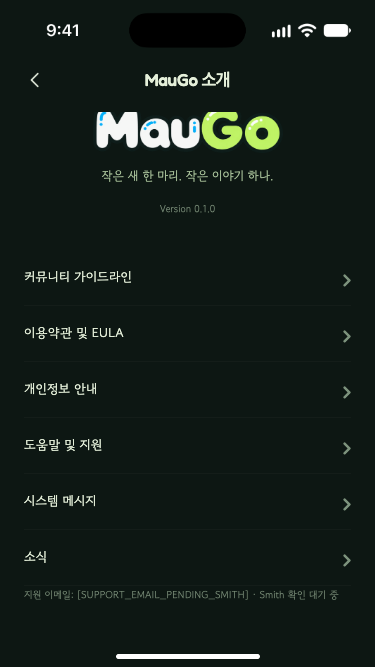 9:41
MauGo 소개
MauGo
작은 새 한 마리. 작은 이야기 하나.
Version 0.1.0
커뮤니티 가이드라인
이용약관 및 EULA
개인정보 안내
도움말 및 지원
시스템 메시지
소식
지원 이메일: [SUPPORT_EMAIL_PENDING_SMITH] · Smith 확인 대기 중